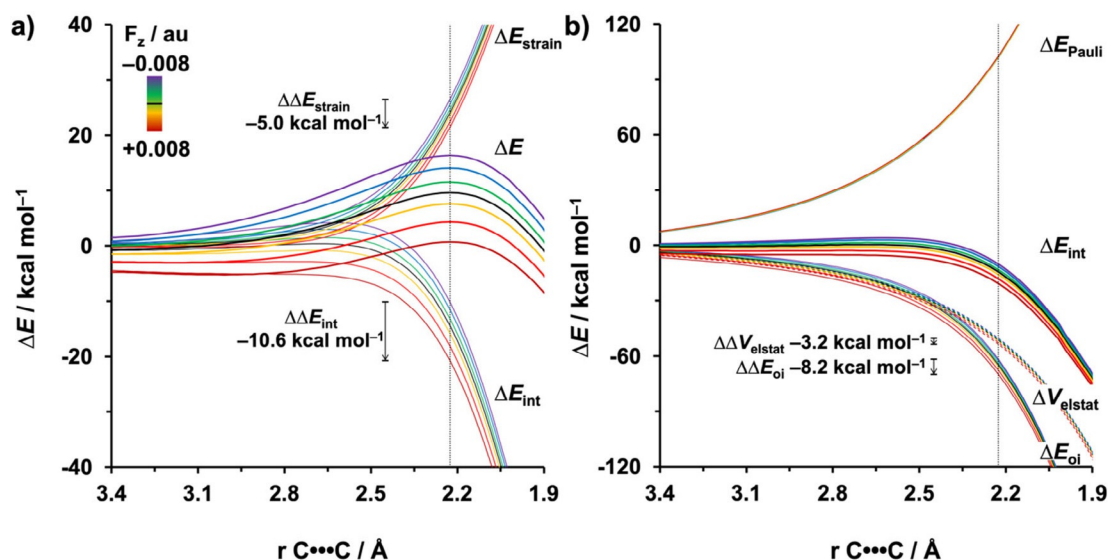 a)
F_z / au
−0.008
+0.008
ΔE / kcal mol⁻¹
40
20
0
-20
-40
ΔΔE_strain
−5.0 kcal mol⁻¹
ΔE_strain
ΔE
ΔΔE_int
−10.6 kcal mol⁻¹
ΔE_int
3.4 3.1 2.8 2.5 2.2 1.9
r C•••C / Å
b)
ΔE / kcal mol⁻¹
120
60
0
-60
-120
ΔE_Pauli
ΔE_int
ΔΔV_elstat −3.2 kcal mol⁻¹
ΔΔE_oi −8.2 kcal mol⁻¹
ΔV_elstat
ΔE_oi
3.4 3.1 2.8 2.5 2.2 1.9
r C•••C / Å